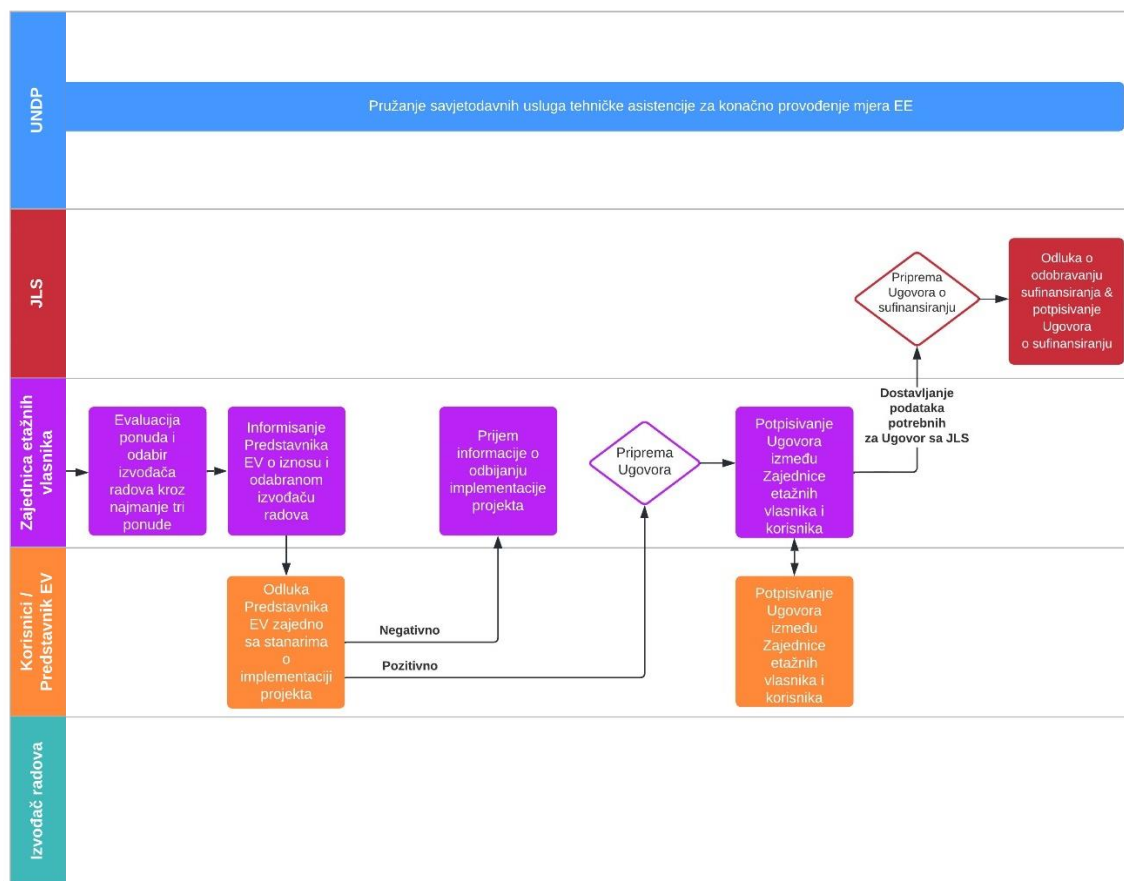 UNDP
Pružanje savjetodavnih usluga tehničke asistencije za konačno provođenje mjera EE
JLS
Priprema
Ugovora o
sufinansiranju
Odluka o
odobravanju
sufinansiranja &
potpisivanje
Ugovora
o sufinansiranju
Zajednica etažnih
vlasnika
Evaluacija
ponuda i
odabir
izvođača
radova kroz
najmanje tri
ponude
Informisanje
Predstavnika
EV o iznosu i
odabranom
izvođaču
radova
Prijem
informacije o
odbijanju
implementacije
projekta
Priprema
Ugovora
Potpisivanje
Ugovora
između
Zajednice
etažnih
vlasnika i
korisnika
Dostavljanje
podataka
potrebnih
za Ugovor sa JLS
Korisnici /
Predstavnik EV
Odluka
Predstavnika
EV zajedno
sa stanarima
o
implementaciji
projekta
Negativno
Pozitivno
Potpisivanje
Ugovora
između
Zajednice
etažnih
vlasnika i
korisnika
Izvođač radova